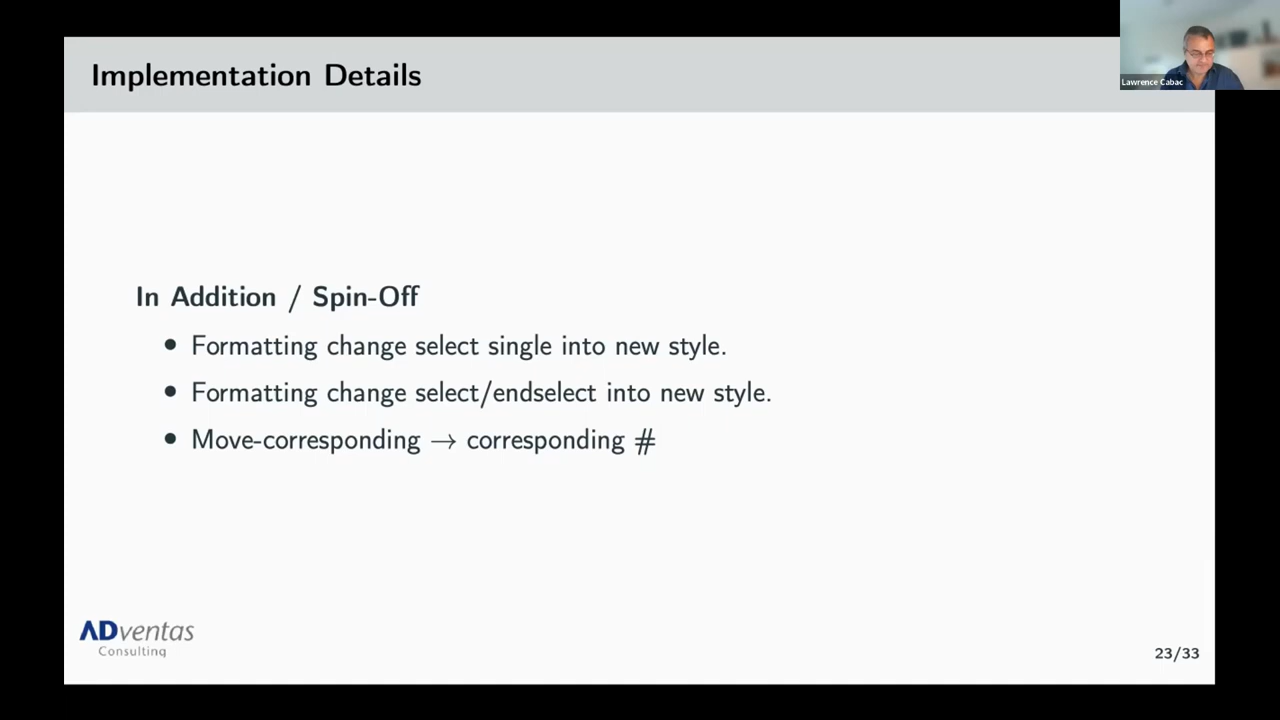 Implementation Details
Lawrence Cabac
In Addition / Spin-Off
• Formatting change select single into new style.
• Formatting change select/endselect into new style.
• Move-corresponding → corresponding #
ADventas
Consulting
23/33